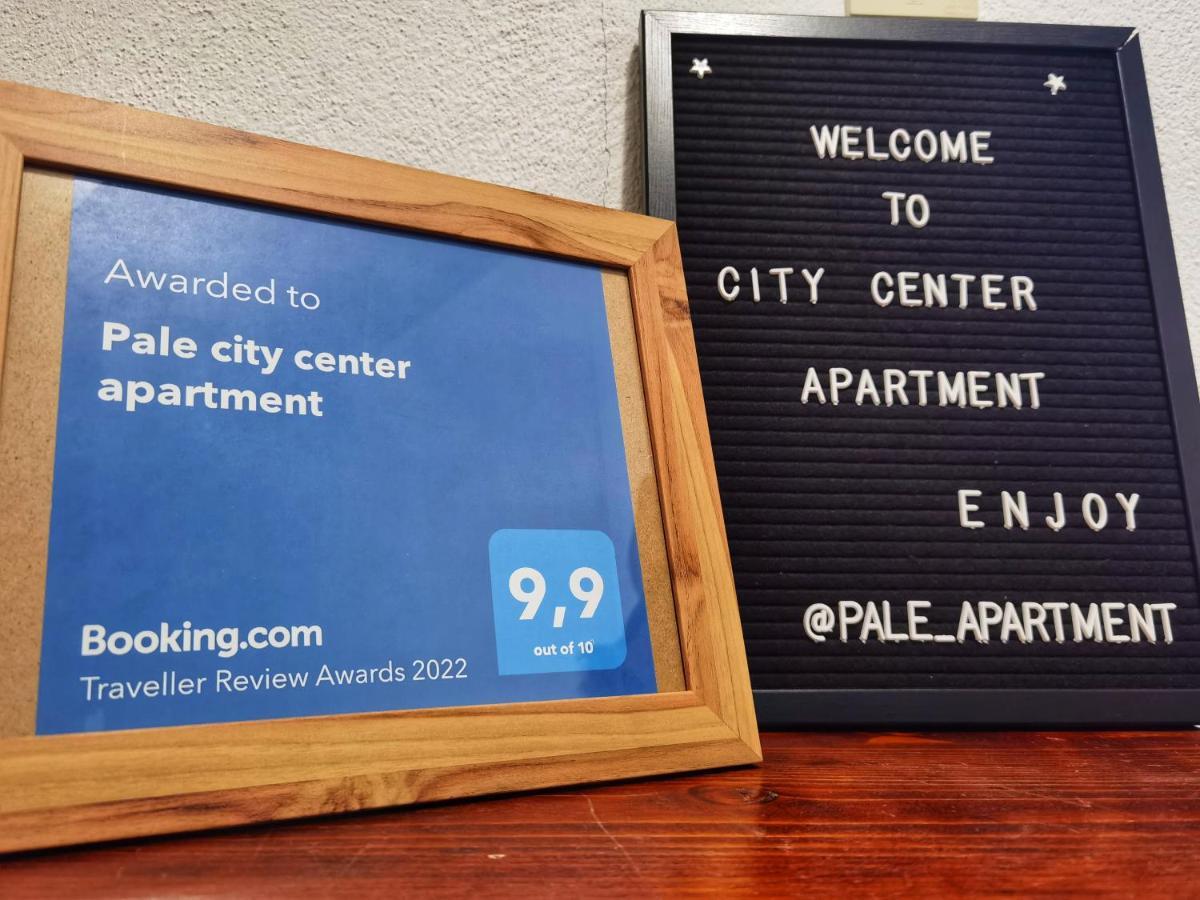 Awarded to
Pale city center
apartment
Booking.com
Traveller Review Awards 2022
9,9
out of 10
WELCOME
TO
CITY CENTER
APARTMENT
ENJOY
@PALE_APARTMENT